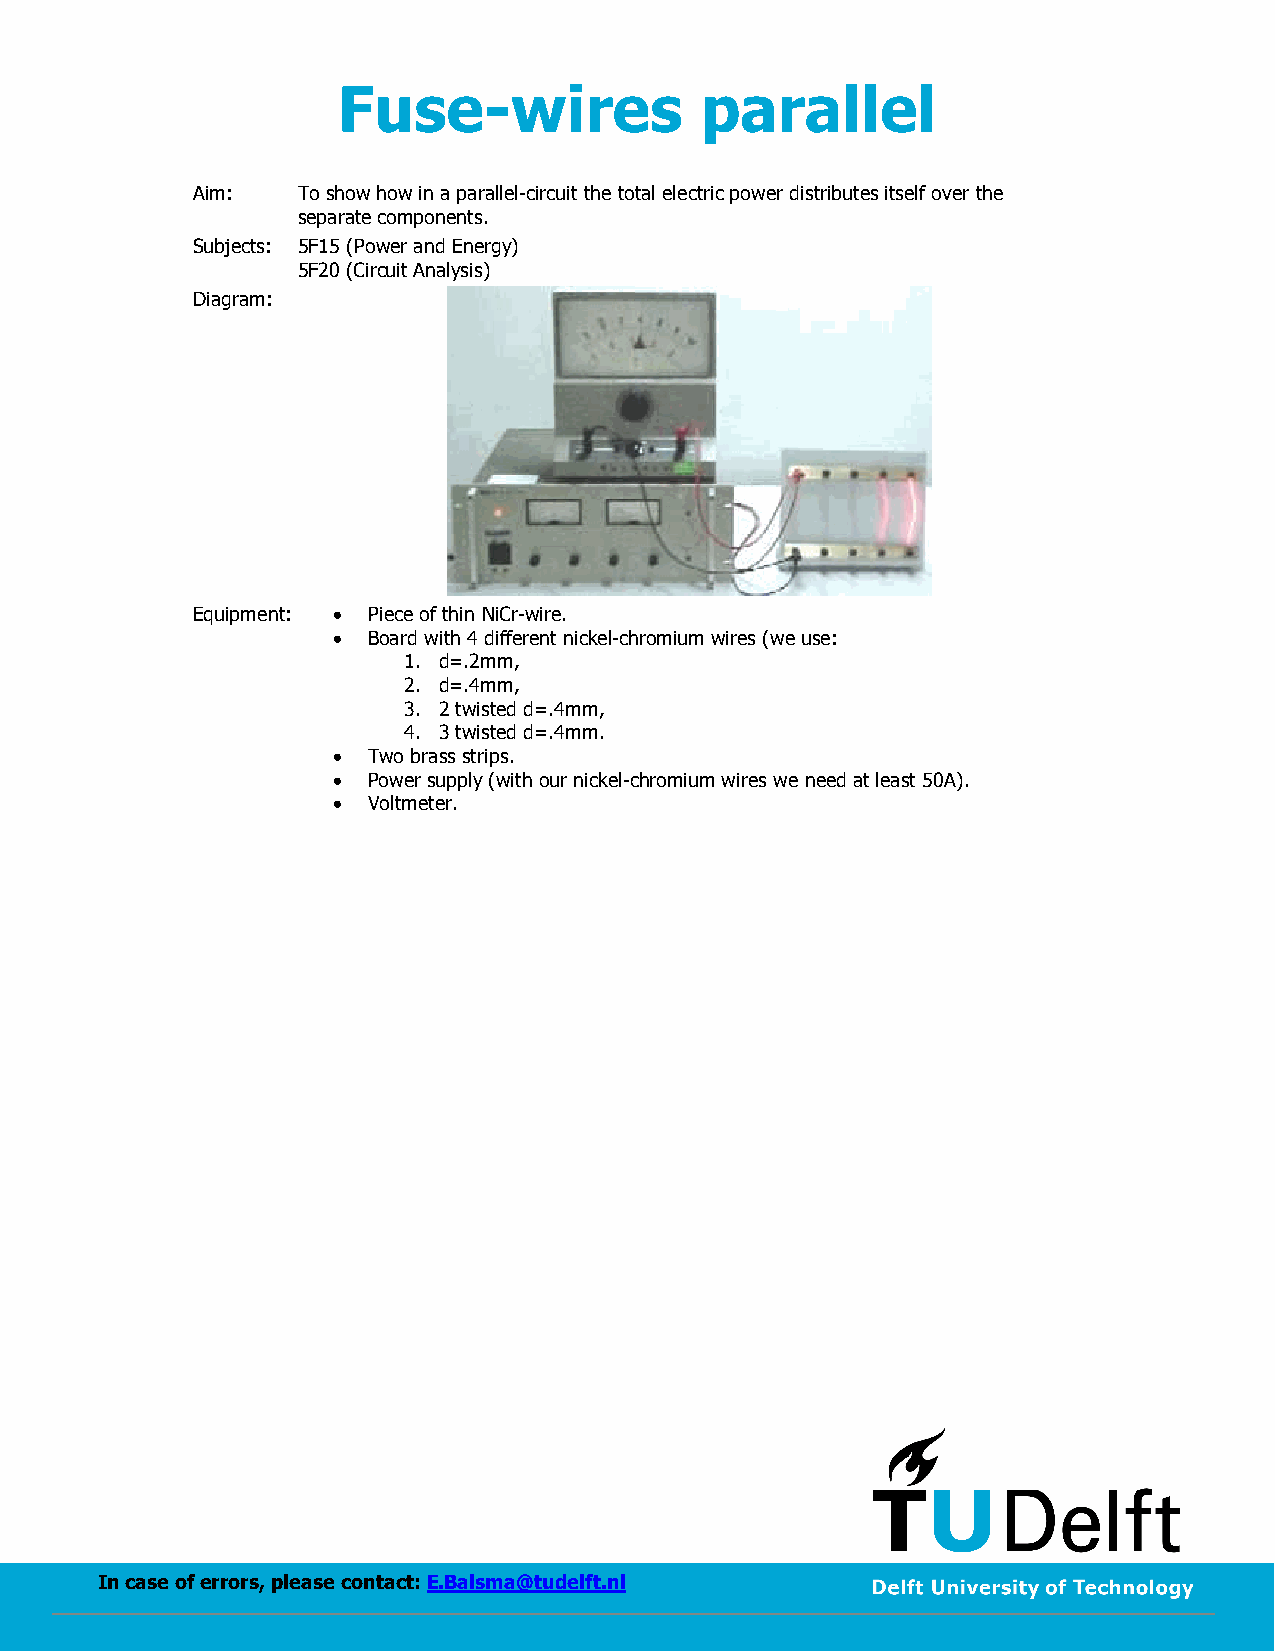 Fuse-wires parallel
Aim: To show how in a parallel-circuit the total electric power distributes itself over the
separate components.
Subjects: 5F15 (Power and Energy)
5F20 (Circuit Analysis)
Diagram:
Equipment: • Piece of thin NiCr-wire.
• Board with 4 different nickel-chromium wires (we use:
1. d=.2mm,
2. d=.4mm,
3. 2 twisted d=.4mm,
4. 3 twisted d=.4mm.
• Two brass strips.
• Power supply (with our nickel-chromium wires we need at least 50A).
• Voltmeter.
TUDelft
In case of errors, please contact: E.Balsma@tudelft.nl
Delft University of Technology